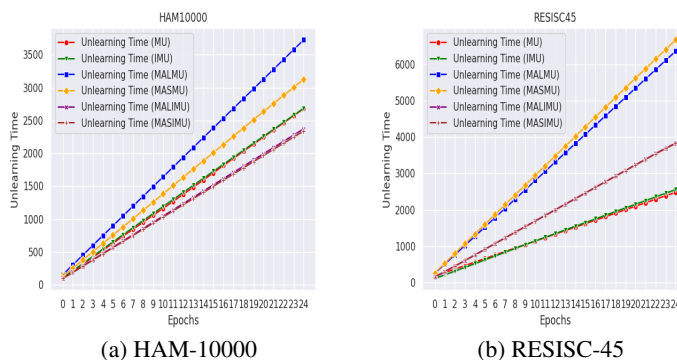 HAM10000
Unlearning Time
3500
3000
2500
2000
1500
1000
500
0
Unlearning Time (MU)
Unlearning Time (IMU)
Unlearning Time (MALMU)
Unlearning Time (MASMU)
Unlearning Time (MALIMU)
Unlearning Time (MASIMU)
0 1 2 3 4 5 6 7 8 9 10 11 12 13 14 15 16 17 18 19 20 21 22 23 24
Epochs
(a) HAM-10000
RESISC45
Unlearning Time
6000
5000
4000
3000
2000
1000
0
Unlearning Time (MU)
Unlearning Time (IMU)
Unlearning Time (MALMU)
Unlearning Time (MASMU)
Unlearning Time (MALIMU)
Unlearning Time (MASIMU)
0 1 2 3 4 5 6 7 8 9 10 11 12 13 14 15 16 17 18 19 20 21 22 23 24
Epochs
(b) RESISC-45